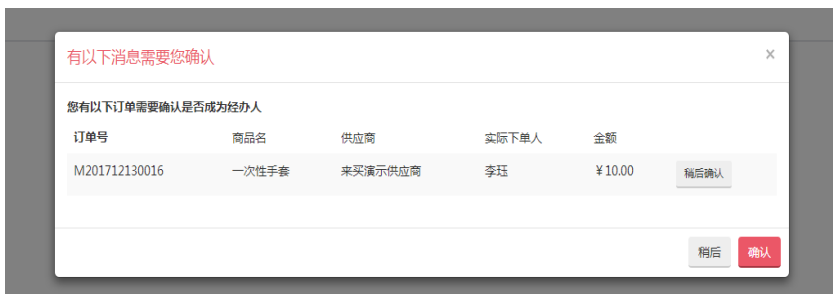 有以下消息需要您确认 ×
您有以下订单需要确认是否成为经办人
订单号 商品名 供应商 实际下单人 金额
M201712130016 一次性手套 来买演示供应商 李珏 ¥10.00 稍后确认
稍后 确认